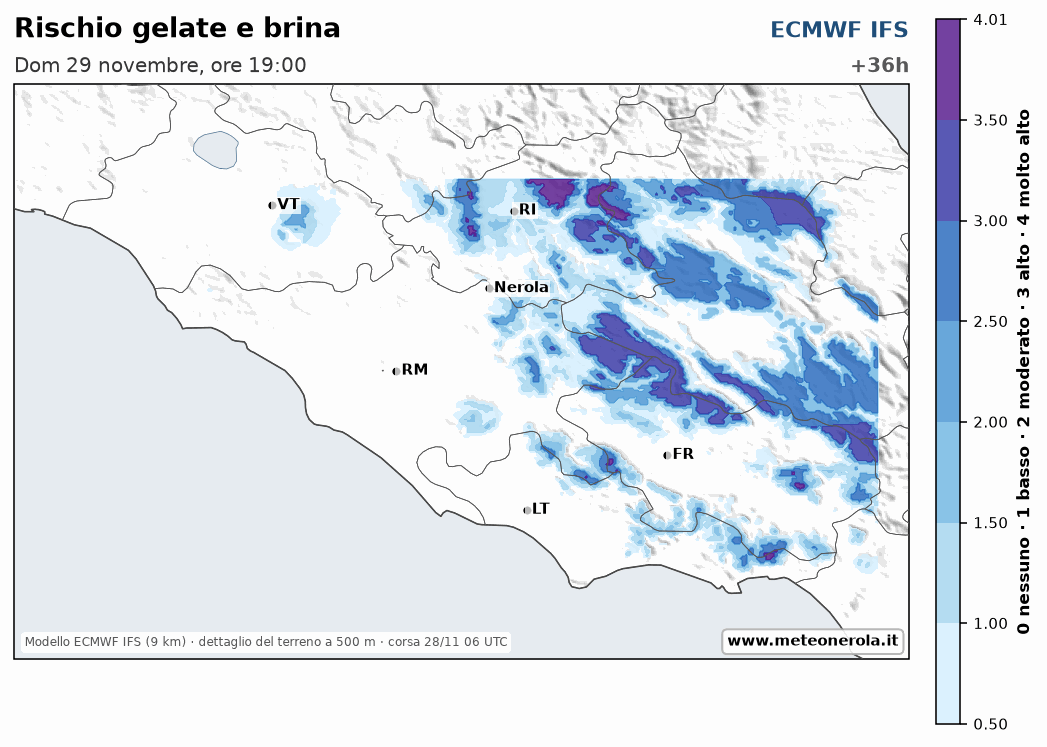 Rischio gelate e brina
ECMWF IFS
Dom 29 novembre, ore 19:00
+36h
VT
RI
Nerola
RM
FR
LT
Modello ECMWF IFS (9 km) · dettaglio del terreno a 500 m · corsa 28/11 06 UTC
www.meteonerola.it
4.01
3.50
3.00
2.50
2.00
1.50
1.00
0.50
0 nessuno · 1 basso · 2 moderato · 3 alto · 4 molto alto